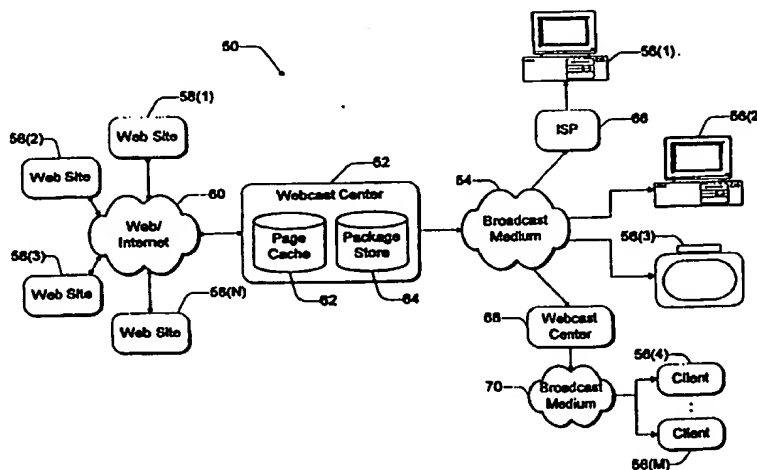 50
56(1)
58(1)
ISP
66
58(2)
Web Site
56(2)
Web Site
60
52
54
Webcast Center
Web/
Internet
Page
Cache
Package
Store
Broadcast
Medium
58(3)
56(3)
Web Site
58(N)
62
64
Web Site
68
Webcast
Center
56(4)
70
Broadcast
Medium
Client
Client
56(M)